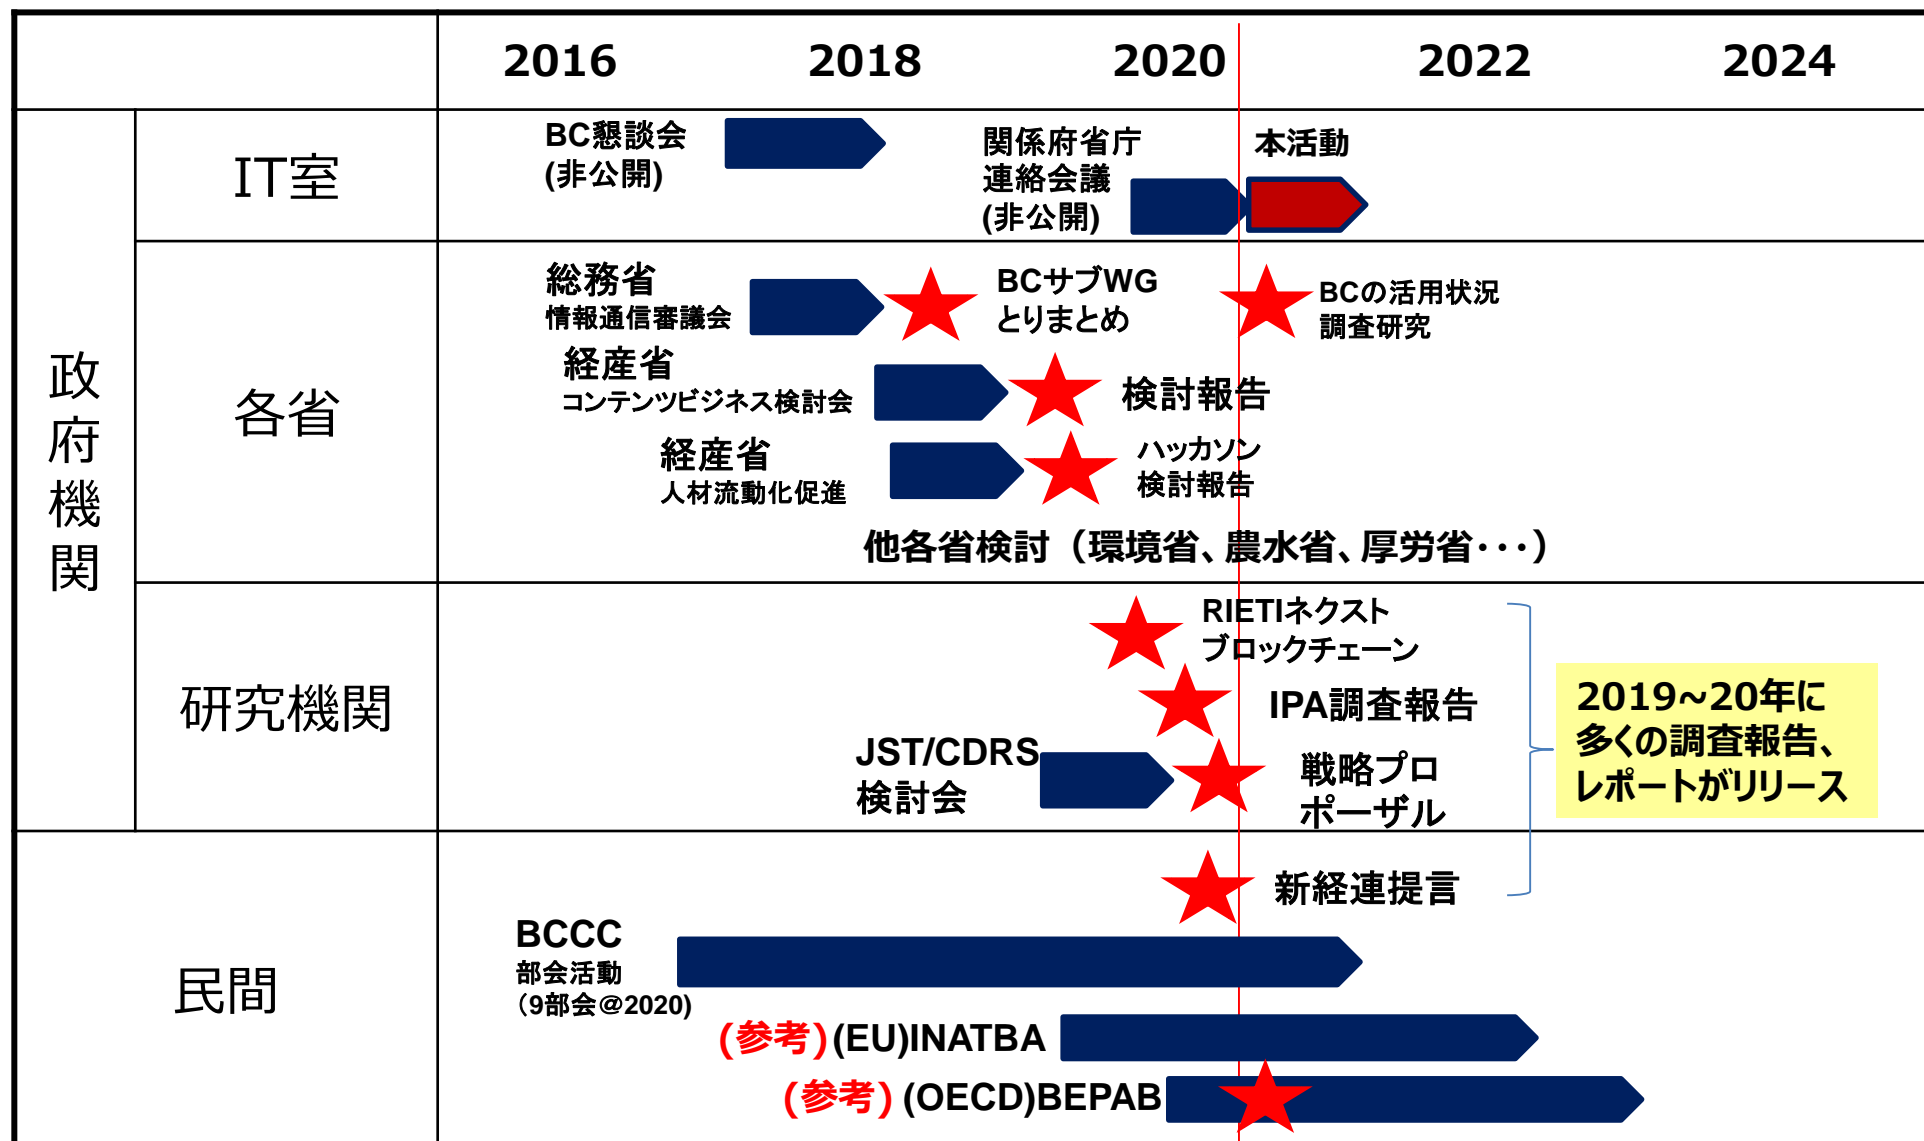 2016 2018 2020 2022 2024
政府機関
IT室
BC懇談会
(非公開)
関係府省庁
連絡会議
(非公開)
本活動
各省
総務省
情報通信審議会
BCサブWG
とりまとめ
BCの活用状況
調査研究
経産省
コンテンツビジネス検討会
検討報告
経産省
人材流動化促進
ハッカソン
検討報告
他各省検討（環境省、農水省、厚労省･･･）
研究機関
RIETIネクスト
ブロックチェーン
IPA調査報告
JST/CDRS
検討会
戦略プロ
ポーザル
2019~20年に
多くの調査報告、
レポートがリリース
民間
新経連提言
BCCC
部会活動
（9部会@2020)
(参考)(EU)INATBA
(参考)(OECD)BEPAB